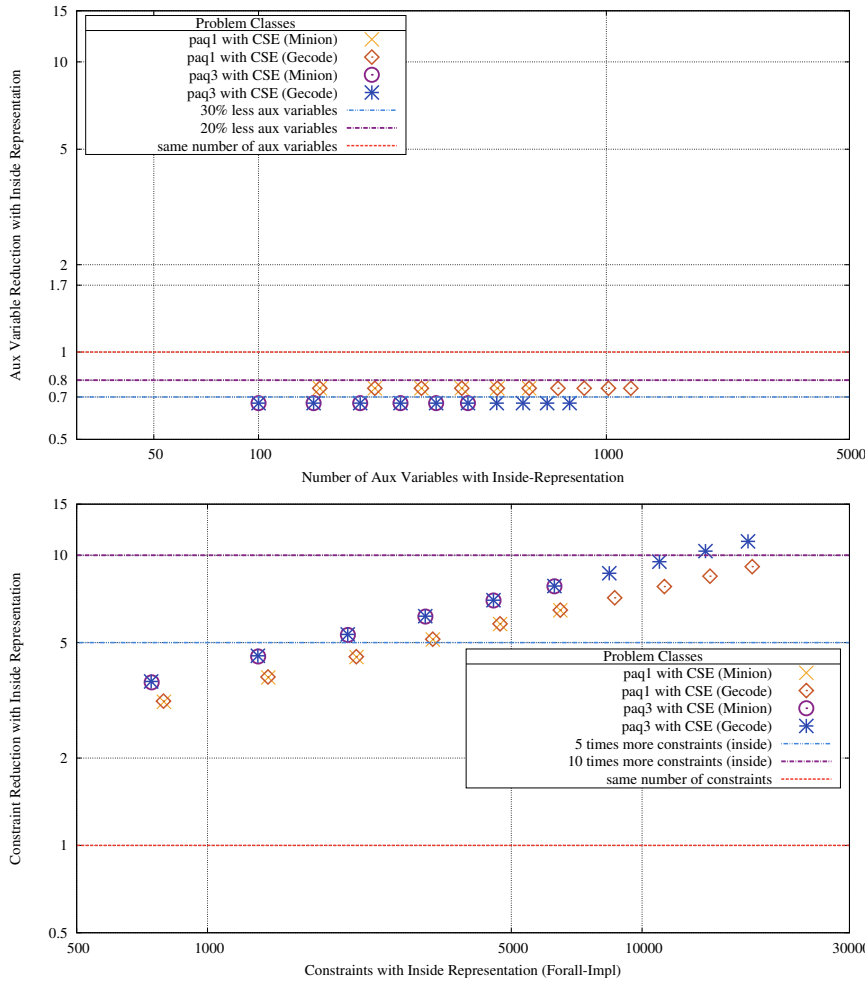 15
10
5
2
1.7
1
0.8
0.7
0.5
Aux Variable Reduction with Inside Representation
Problem Classes
paq1 with CSE (Minion)
paq1 with CSE (Gecode)
paq3 with CSE (Minion)
paq3 with CSE (Gecode)
30% less aux variables
20% less aux variables
same number of aux variables
50 100 1000 5000
Number of Aux Variables with Inside-Representation
15
10
5
2
1
0.5
Constraint Reduction with Inside Representation
Problem Classes
paq1 with CSE (Minion)
paq1 with CSE (Gecode)
paq3 with CSE (Minion)
paq3 with CSE (Gecode)
5 times more constraints (inside)
10 times more constraints (inside)
same number of constraints
500 1000 5000 10000 30000
Constraints with Inside Representation (Forall-Impl)